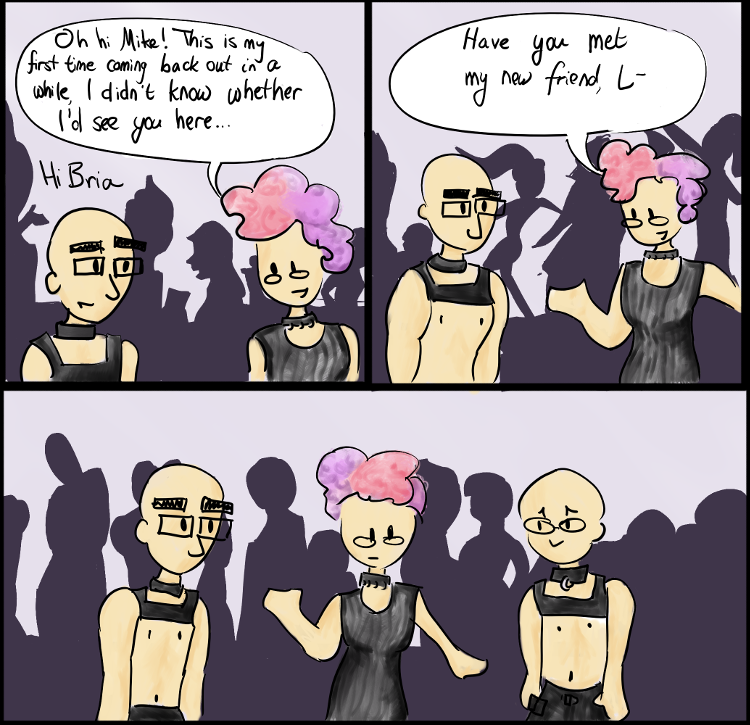 Oh hi Mike! This is my
first time coming back out in a
while, I didn't know whether
I'd see you here...
Hi Bria
Have you met
my new friend, L-